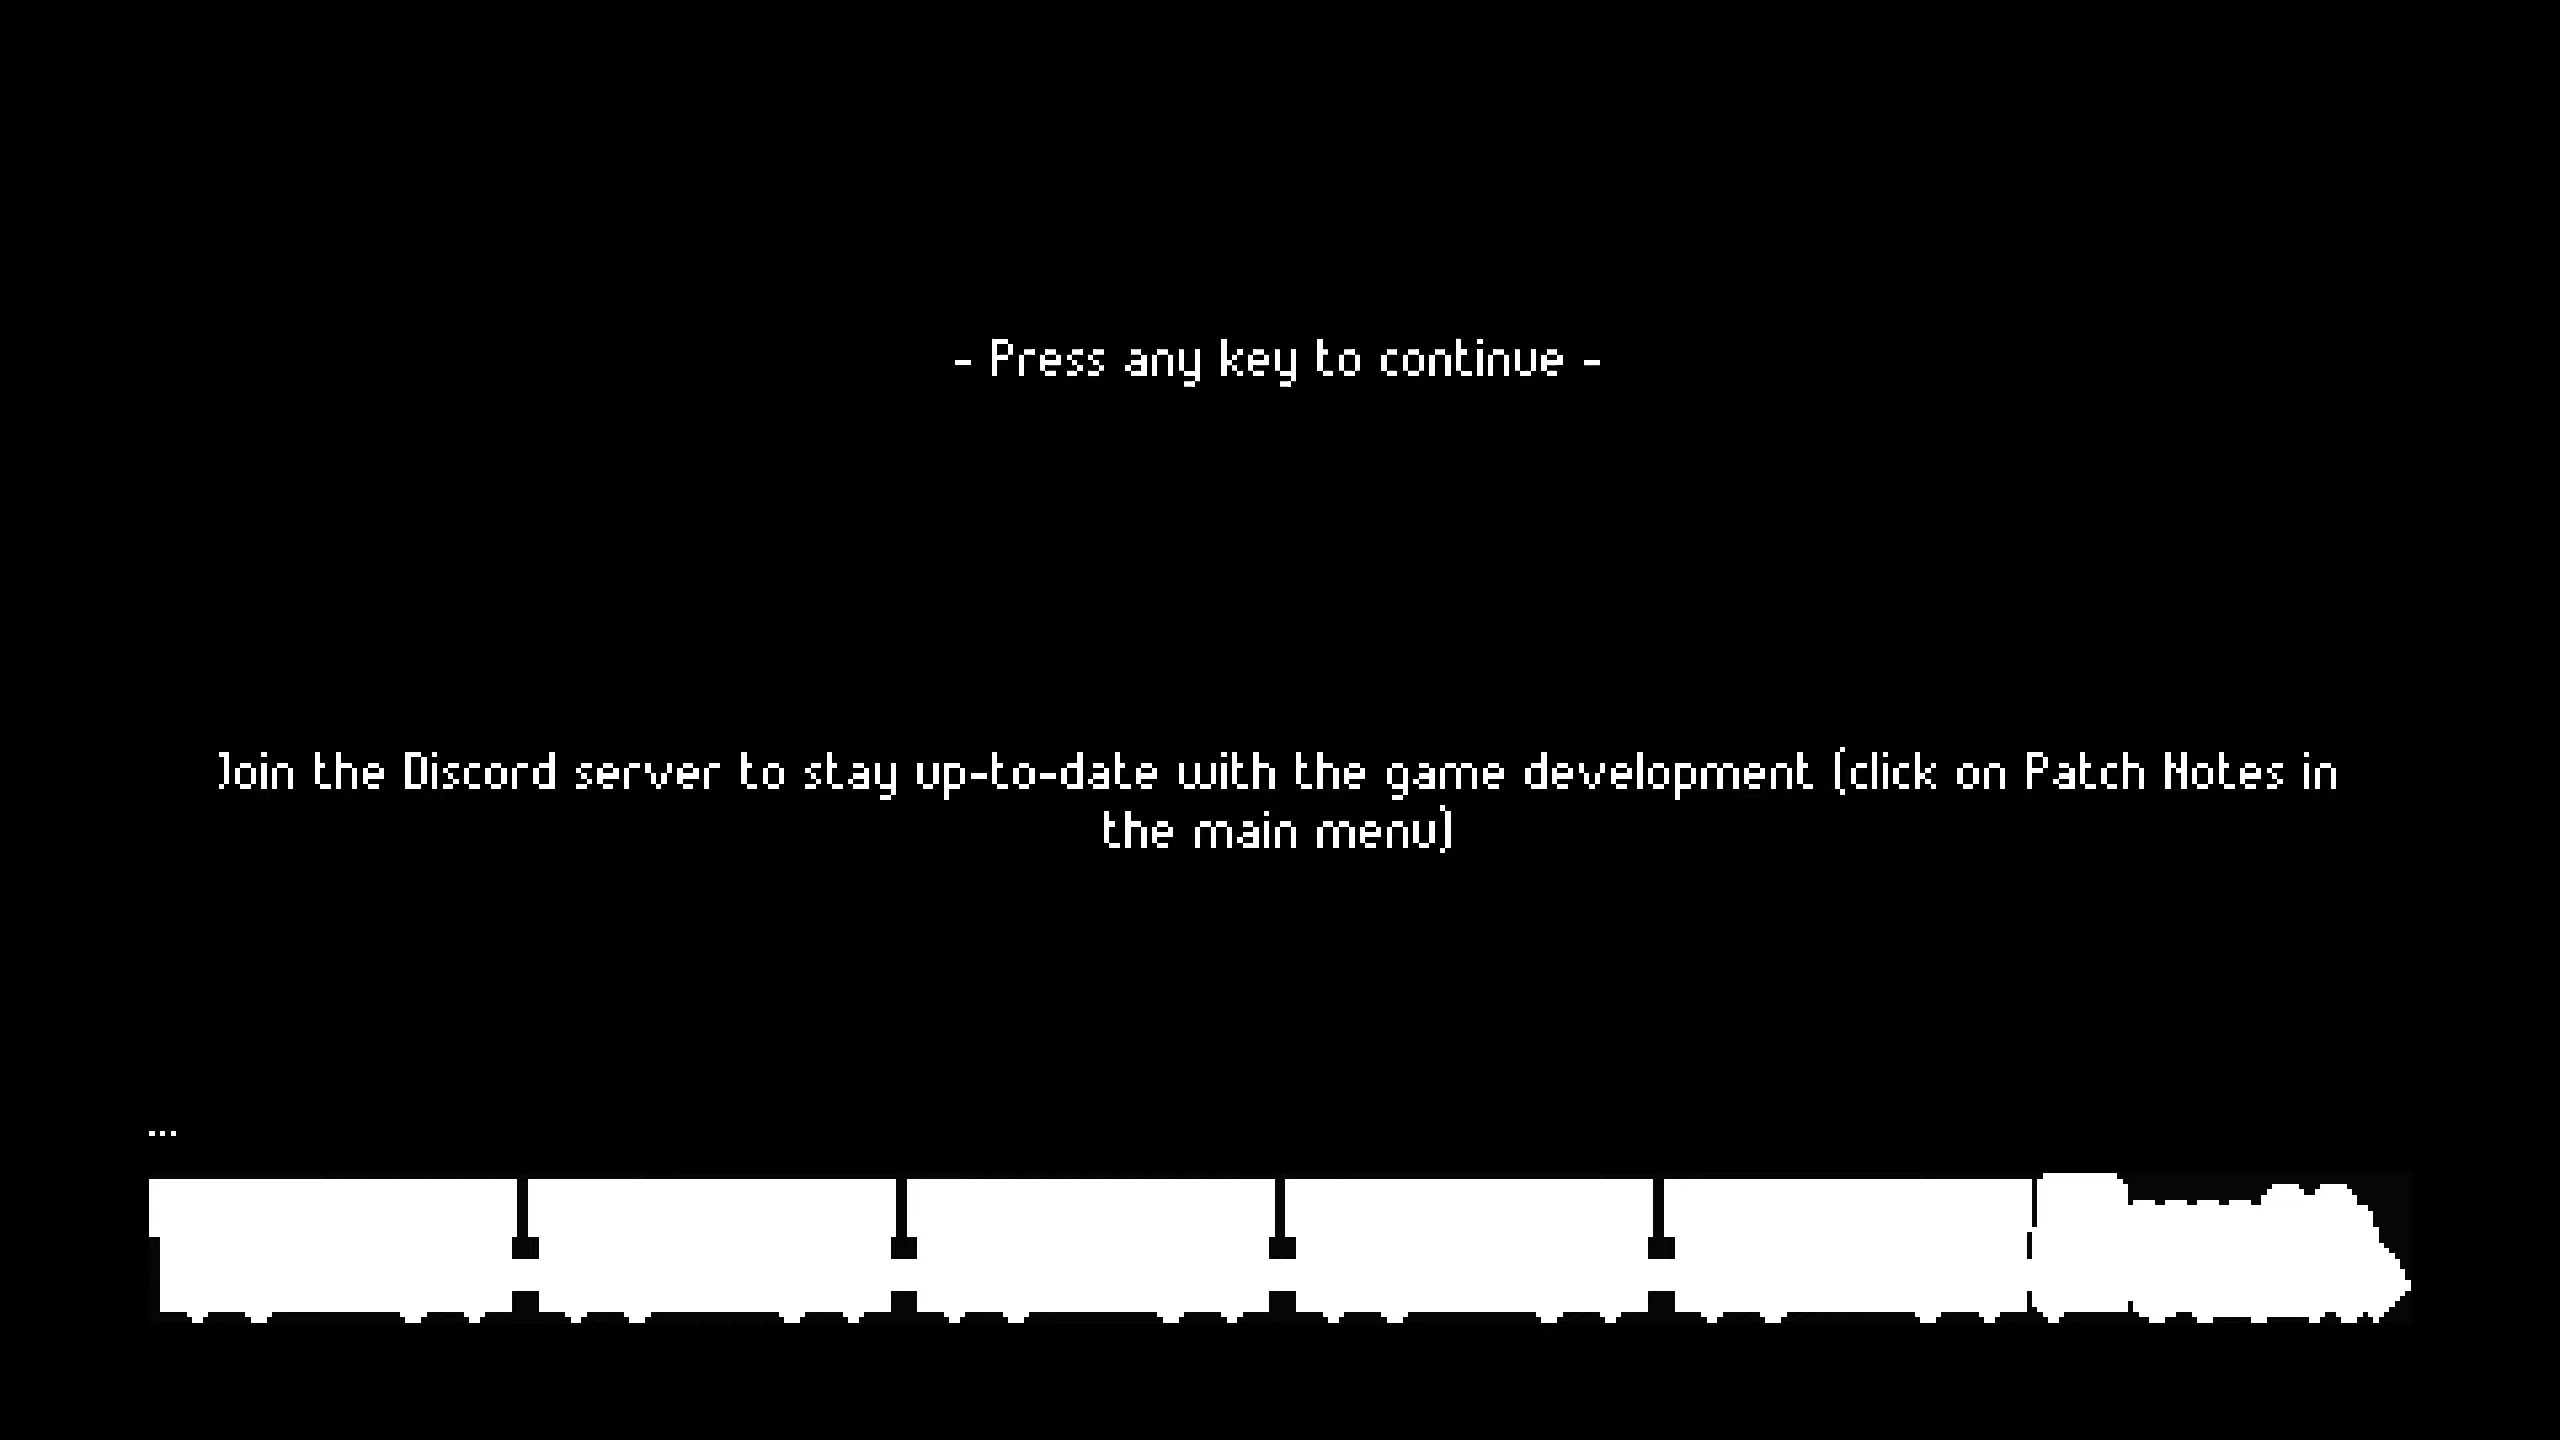 - Press any key to continue -
Join the Discord server to stay up-to-date with the game development (click on Patch Notes in
the main menu)
...